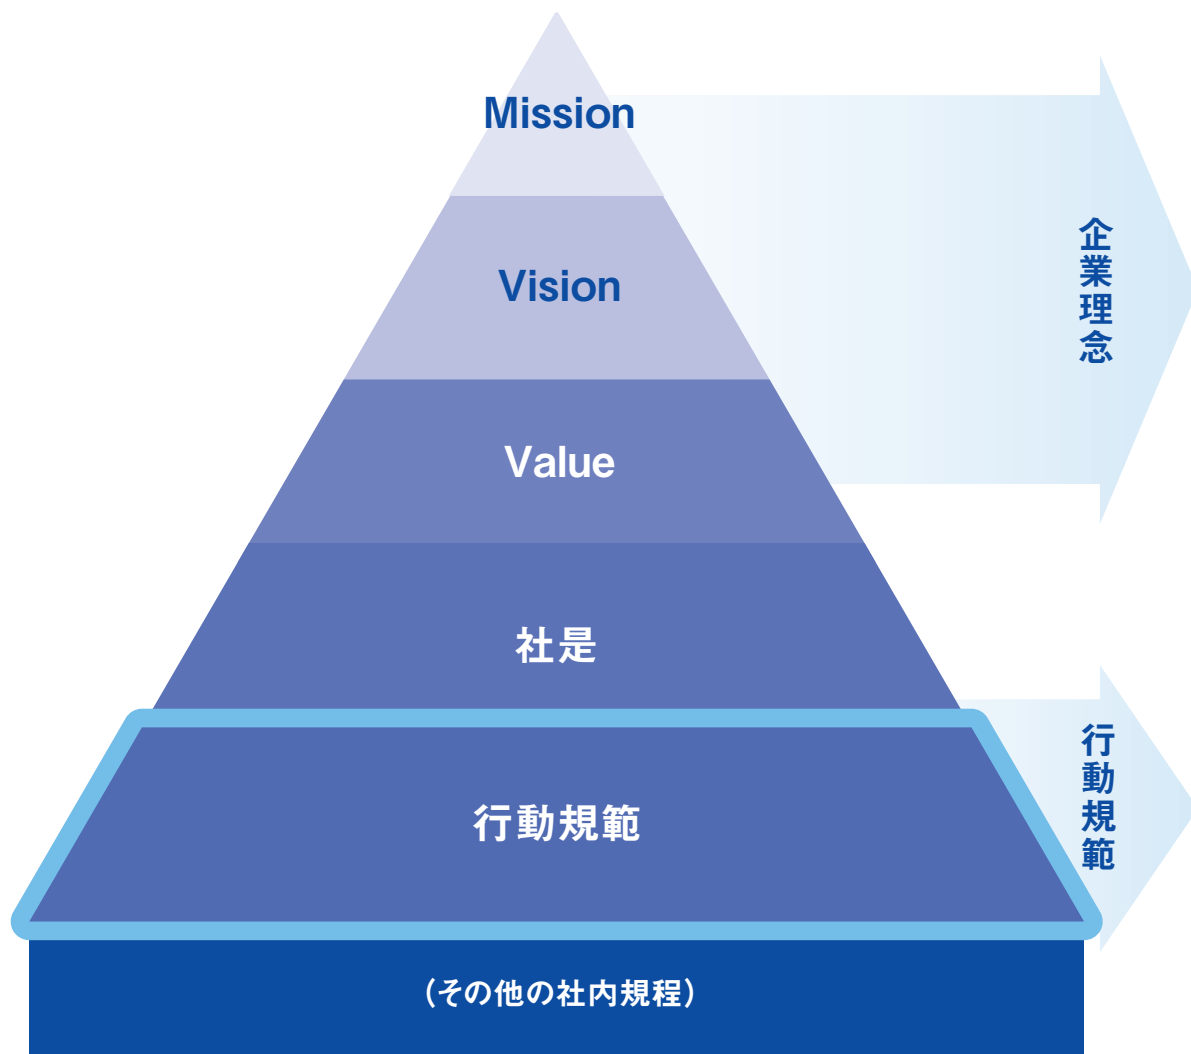 Mission
Vision
Value
社是
行動規範
(その他の社内規程)
企業理念
行動規範